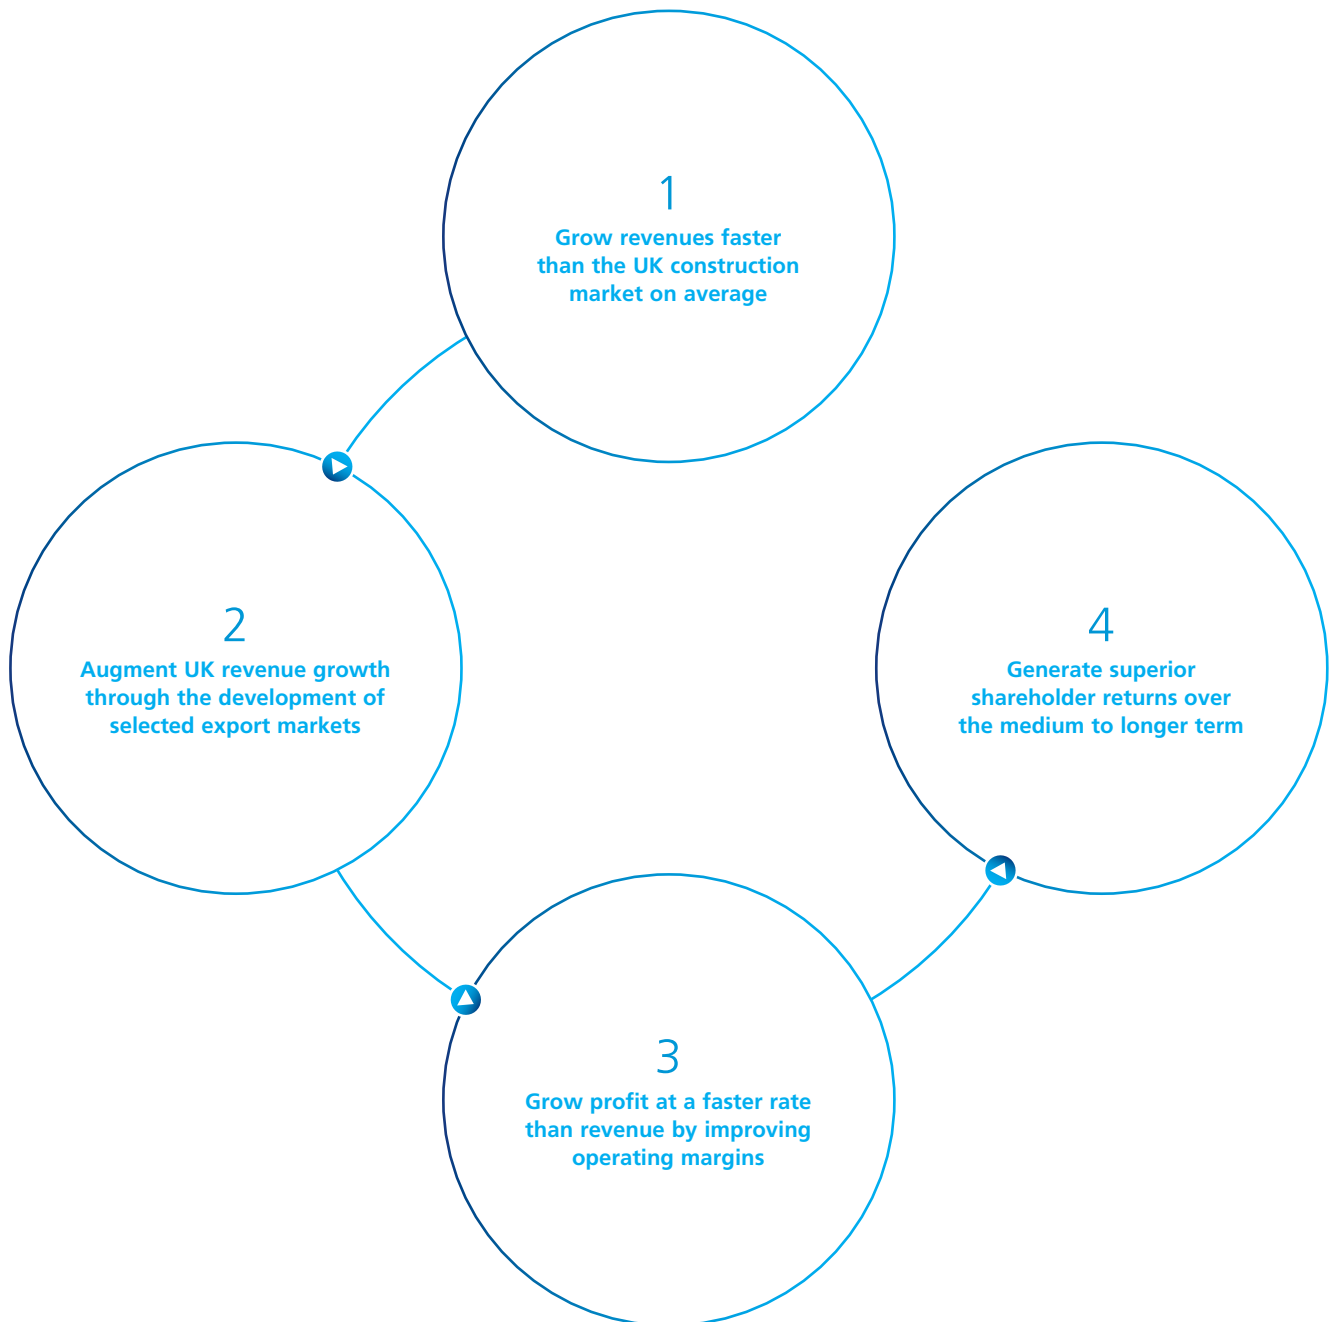 1
Grow revenues faster
than the UK construction
market on average
2
Augment UK revenue growth
through the development of
selected export markets
3
Grow profit at a faster rate
than revenue by improving
operating margins
4
Generate superior
shareholder returns over
the medium to longer term